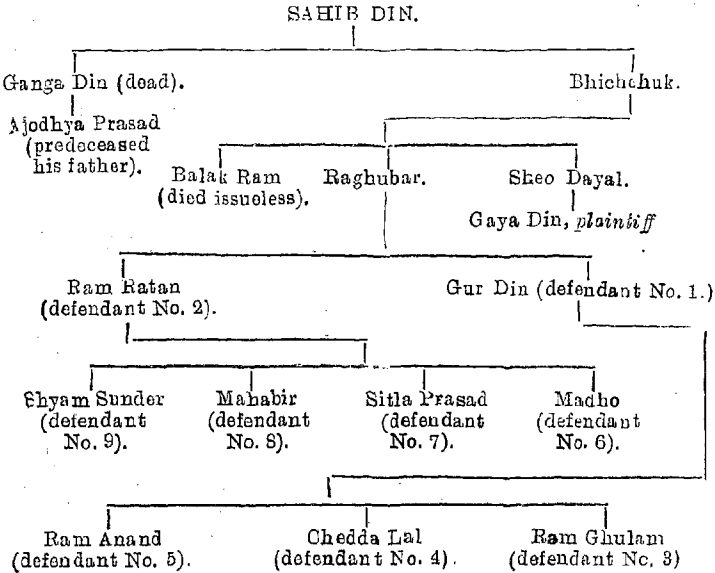 SAHIB DIN.
Ganga Din (dead).
Bhichchuk.
Ajodhya Prasad
(predeceased
his father).
Balak Ram
(died issueless).
Raghubar.
Sheo Dayal.
Gaya Din, plaintiff
Ram Ratan
(defendant No. 2).
Gur Din (defendant No. 1.)
Shyam Sunder
(defendant
No. 9).
Mahabir
(defendant
No. 8).
Sitla Prasad
(defendant
No. 7).
Madho
(defendant
No. 6).
Ram Anand
(defendant No. 5).
Chedda Lal
(defendant No. 4).
Ram Ghulam
(defendant No. 3)